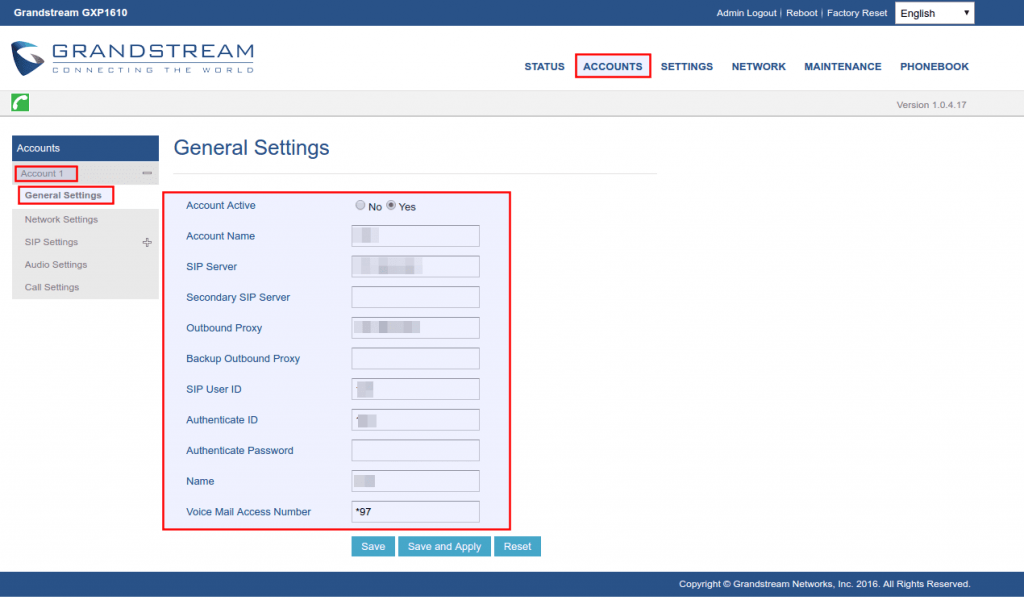 Grandstream GXP1610
Admin Logout | Reboot | Factory Reset English
GRANDSTREAM
CONNECTING THE WORLD
STATUS ACCOUNTS SETTINGS NETWORK MAINTENANCE PHONEBOOK
Version 1.0.4.17
Accounts
Account 1
General Settings
Network Settings
SIP Settings
Audio Settings
Call Settings
General Settings
Account Active No Yes
Account Name
SIP Server
Secondary SIP Server
Outbound Proxy
Backup Outbound Proxy
SIP User ID
Authenticate ID
Authenticate Password
Name
Voice Mail Access Number *97
Save Save and Apply Reset
Copyright © Grandstream Networks, Inc. 2016. All Rights Reserved.